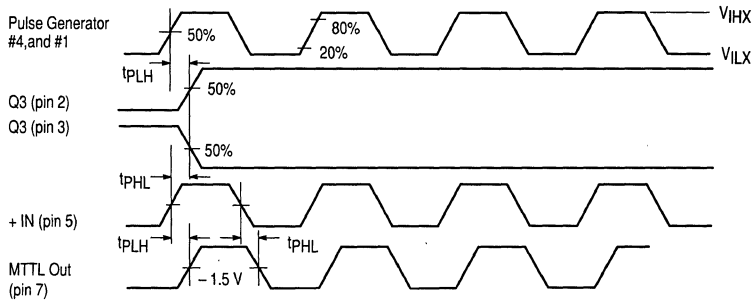 Pulse Generator
#4,and #1
50%
80%
20%
VIHX
VILX
tPLH
Q3 (pin 2)
50%
Q3 (pin 3)
50%
tPHL
+ IN (pin 5)
tPLH
tPHL
MTTL Out
(pin 7)
– 1.5 V